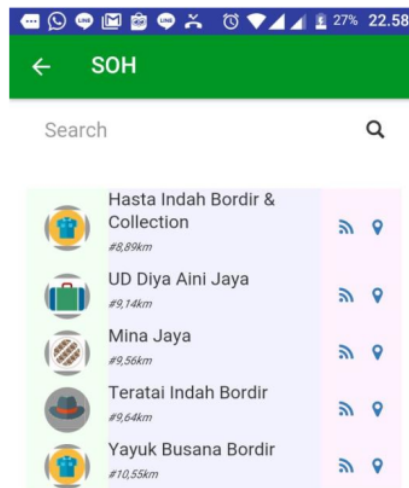 27% 22.58
SOH
Search
Hasta Indah Bordir &
Collection
#8,89km
UD Diya Aini Jaya
#9,14km
Mina Jaya
#9,56km
Teratai Indah Bordir
#9,64km
Yayuk Busana Bordir
#10,55km